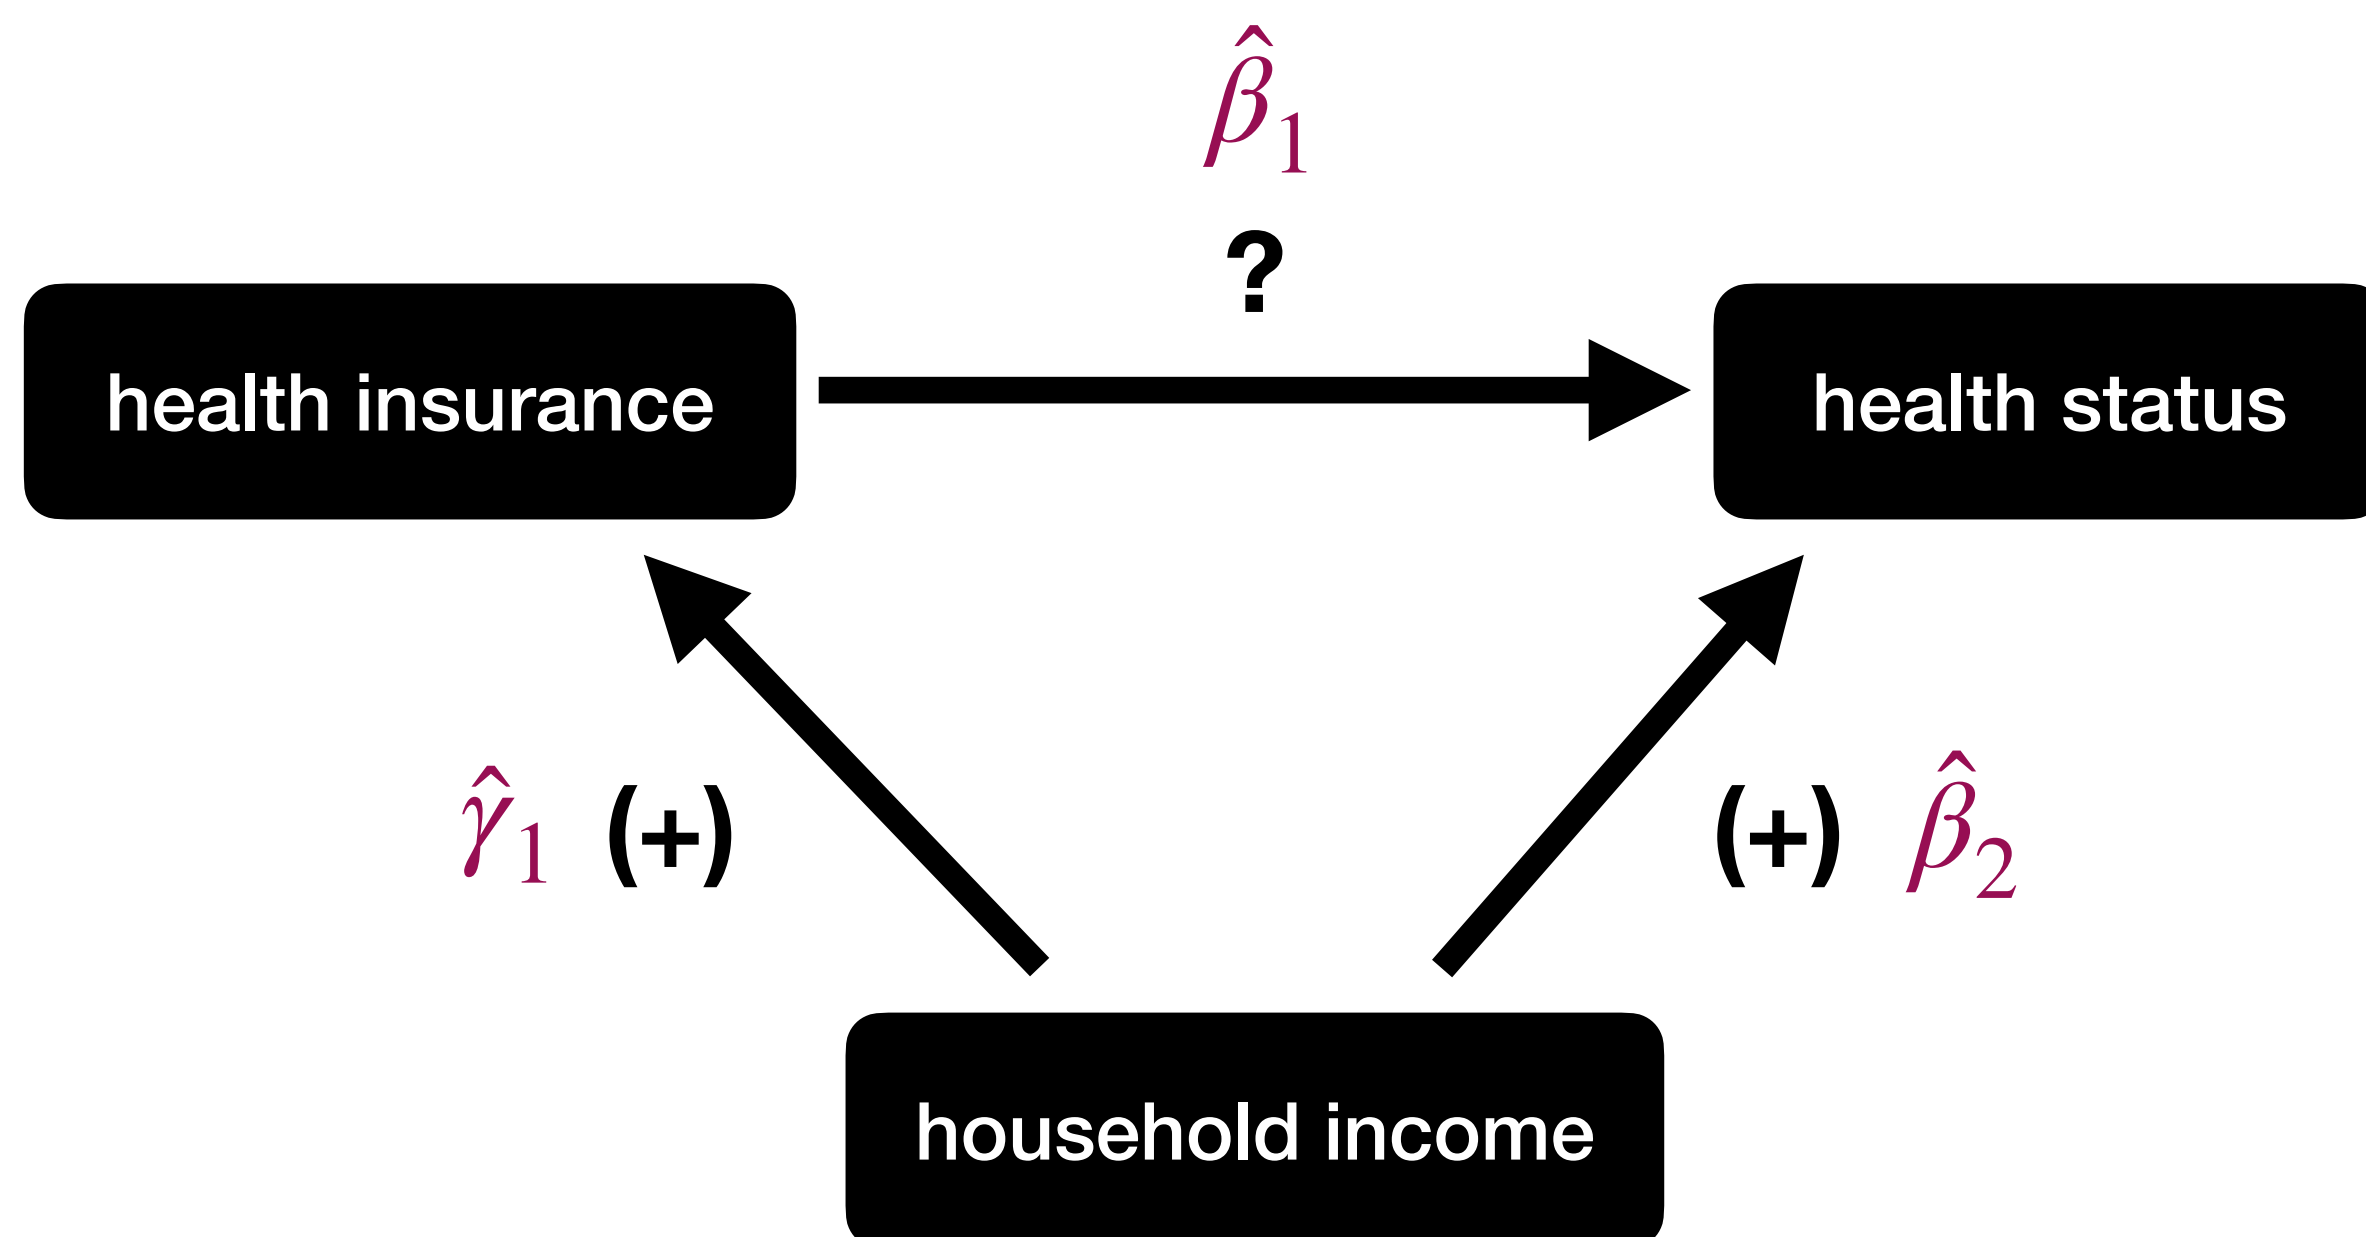 β̂₁
?
health insurance
health status
γ̂₁ (+)
(+) β̂₂
household income